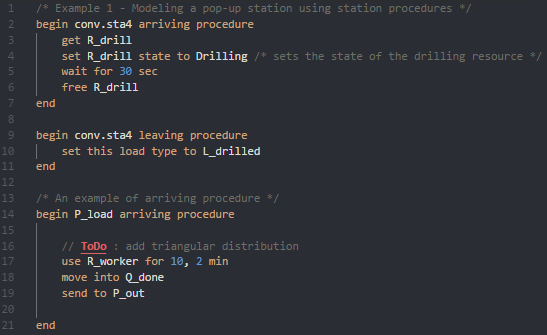 1 /* Example 1 - Modeling a pop-up station using station procedures */
2 begin conv.sta4 arriving procedure
3 get R_drill
4 set R_drill state to Drilling /* sets the state of the drilling resource */
5 wait for 30 sec
6 free R_drill
7 end
8
9 begin conv.sta4 leaving procedure
10 set this load type to L_drilled
11 end
12
13 /* An example of arriving procedure */
14 begin P_load arriving procedure
15
16 // ToDo : add triangular distribution
17 use R_worker for 10, 2 min
18 move into Q_done
19 send to P_out
20
21 end